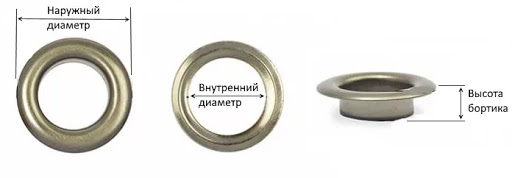 Наружный
диаметр
Внутренний
диаметр
Высота
бортика